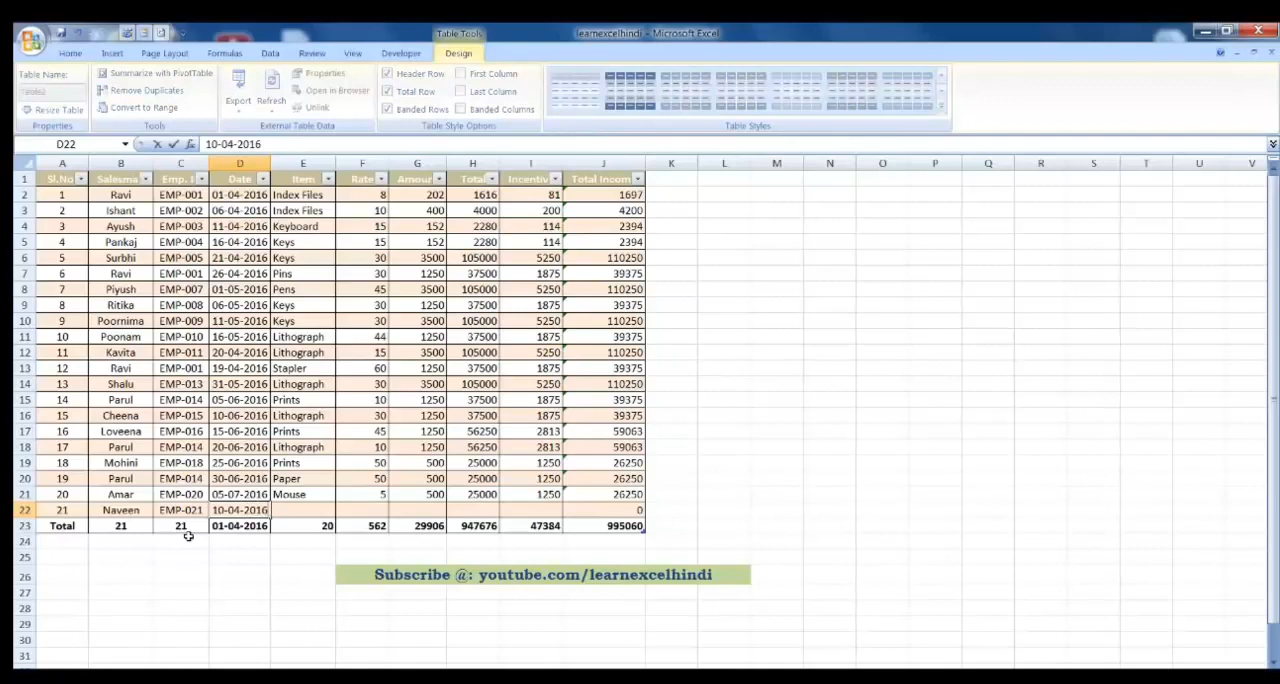 Table Tools
learnexcelhindi - Microsoft Excel
Home Insert Page Layout Formulas Data Review View Developer Design
Table Name:
Resize Table
Properties
Summarize with PivotTable
Remove Duplicates
Convert to Range
Tools
Export Refresh
Properties
Open in Browser
Unlink
External Table Data
Header Row First Column
Total Row Last Column
Banded Rows Banded Columns
Table Style Options
Table Styles
D22 fx 10-04-2016
A B C D E F G H I J K L M N O P Q R S T U V
1 Sl.No Salesma Emp. I Date Item Rate Amour Total Incentiv Total Incom
2 1 Ravi EMP-001 01-04-2016 Index Files 8 202 1616 81 1697
3 2 Ishant EMP-002 06-04-2016 Index Files 10 400 4000 200 4200
4 3 Ayush EMP-003 11-04-2016 Keyboard 15 152 2280 114 2394
5 4 Pankaj EMP-004 16-04-2016 Keys 15 152 2280 114 2394
6 5 Surbhi EMP-005 21-04-2016 Keys 30 3500 105000 5250 110250
7 6 Ravi EMP-001 26-04-2016 Pins 30 1250 37500 1875 39375
8 7 Piyush EMP-007 01-05-2016 Pens 45 3500 105000 5250 110250
9 8 Ritika EMP-008 06-05-2016 Keys 30 1250 37500 1875 39375
10 9 Poornima EMP-009 11-05-2016 Keys 30 3500 105000 5250 110250
11 10 Poonam EMP-010 16-05-2016 Lithograph 44 1250 37500 1875 39375
12 11 Kavita EMP-011 20-04-2016 Lithograph 15 3500 105000 5250 110250
13 12 Ravi EMP-001 19-04-2016 Stapler 60 1250 37500 1875 39375
14 13 Shalu EMP-013 31-05-2016 Lithograph 30 3500 105000 5250 110250
15 14 Parul EMP-014 05-06-2016 Prints 10 1250 37500 1875 39375
16 15 Cheena EMP-015 10-06-2016 Lithograph 30 1250 37500 1875 39375
17 16 Loveena EMP-016 15-06-2016 Prints 45 1250 56250 2813 59063
18 17 Parul EMP-014 20-06-2016 Lithograph 10 1250 56250 2813 59063
19 18 Mohini EMP-018 25-06-2016 Prints 50 500 25000 1250 26250
20 19 Parul EMP-014 30-06-2016 Paper 50 500 25000 1250 26250
21 20 Amar EMP-020 05-07-2016 Mouse 5 500 25000 1250 26250
22 21 Naveen EMP-021 10-04-2016 0
23 Total 21 21 01-04-2016 20 562 29906 947676 47384 995060
24
25
26 Subscribe @: youtube.com/learnexcelhindi
27
28
29
30
31